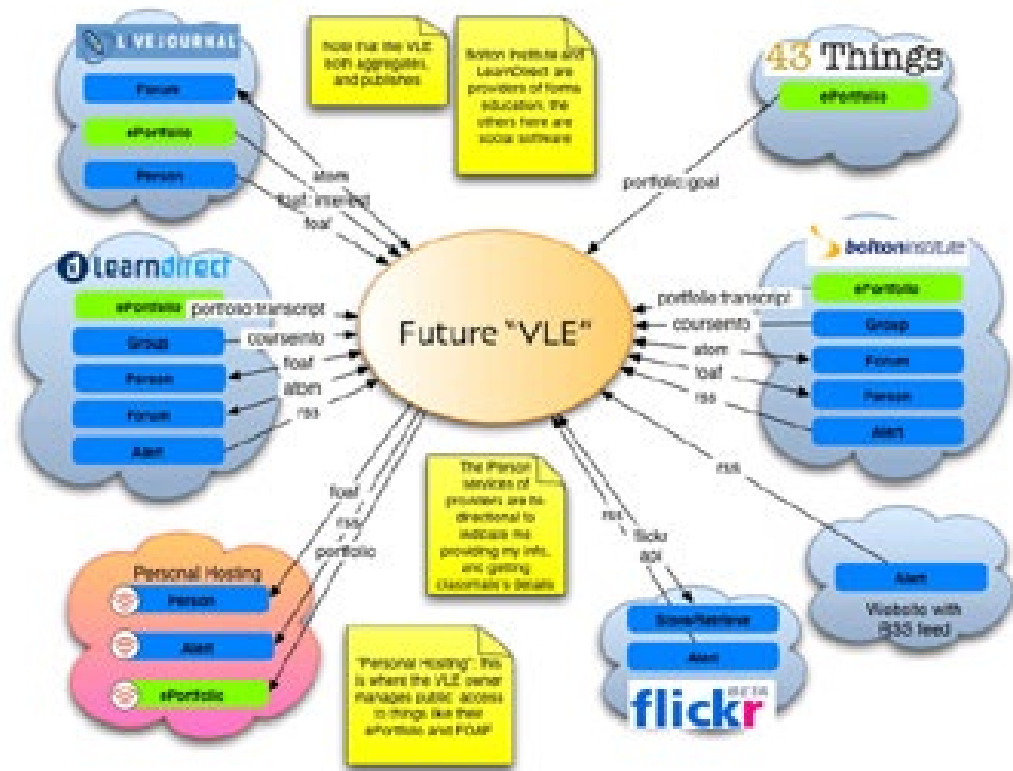 LIVEJOURNAL
Forum
ePortfolio
Person
Note that the VLE
both aggregates,
and publishes
Bolton Institute and
LearnDirect are
providers of formal
education, the
others here are
social software
43 Things
ePortfolio
atom
foaf: interest
foaf
portfolio:goal
learndirect
ePortfolio
Group
Person
Forum
Alert
portfolio:transcript
courseinfo
foaf
atom
rss
Future "VLE"
boltoninstitute
ePortfolio
Group
Forum
Person
Alert
portfolio:transcript
courseinfo
atom
foaf
rss
foaf
rss
portfolio
The Person
services of
providers are bi-
directional to
indicate me
providing my info,
and getting
classmate's details
rss
flickr
api
rss
Alert
Website with
RSS feed
Personal Hosting
Person
Alert
ePortfolio
"Personal Hosting": this
is where the VLE owner
manages public access
to things like their
ePortfolio and FOAF
Store/Retrieve
Alert
flickr
BETA